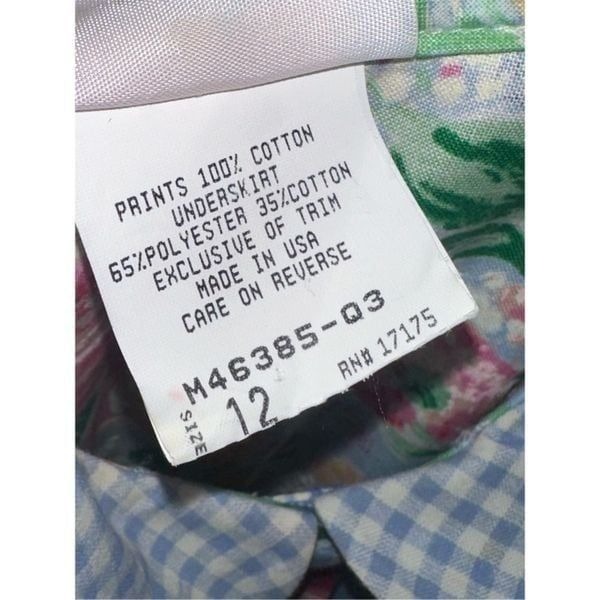 PRINTS 100% COTTON
UNDERSKIRT
65%POLYESTER 35%COTTON
EXCLUSIVE OF TRIM
MADE IN USA
CARE ON REVERSE
M46385-Q3
SIZE 12 RN# 17175